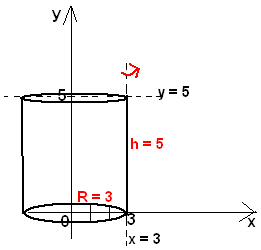 y
5
y = 5
h = 5
R = 3
0
3
x
x = 3